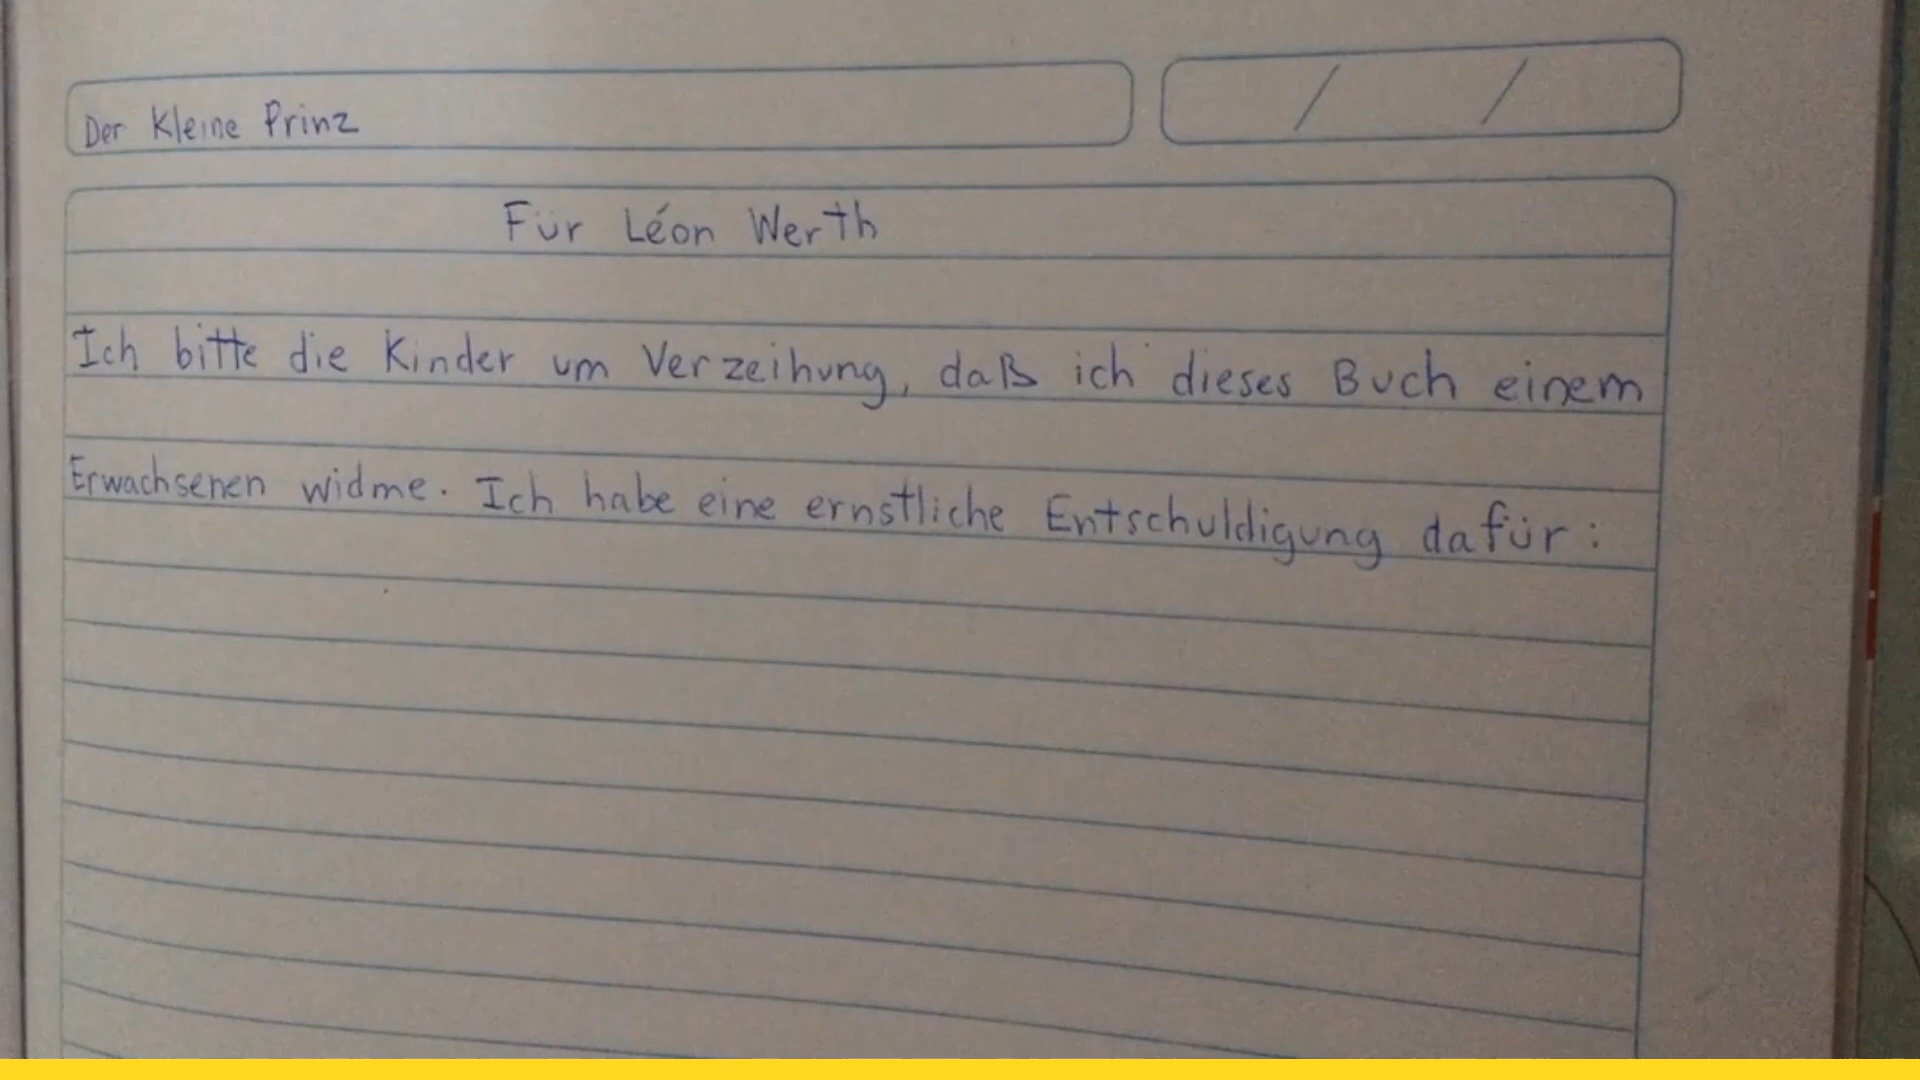 Der Kleine Prinz
/ /
Für Léon Werth
Ich bitte die Kinder um Verzeihung, daß ich dieses Buch einem
Erwachsenen widme. Ich habe eine ernstliche Entschuldigung dafür: